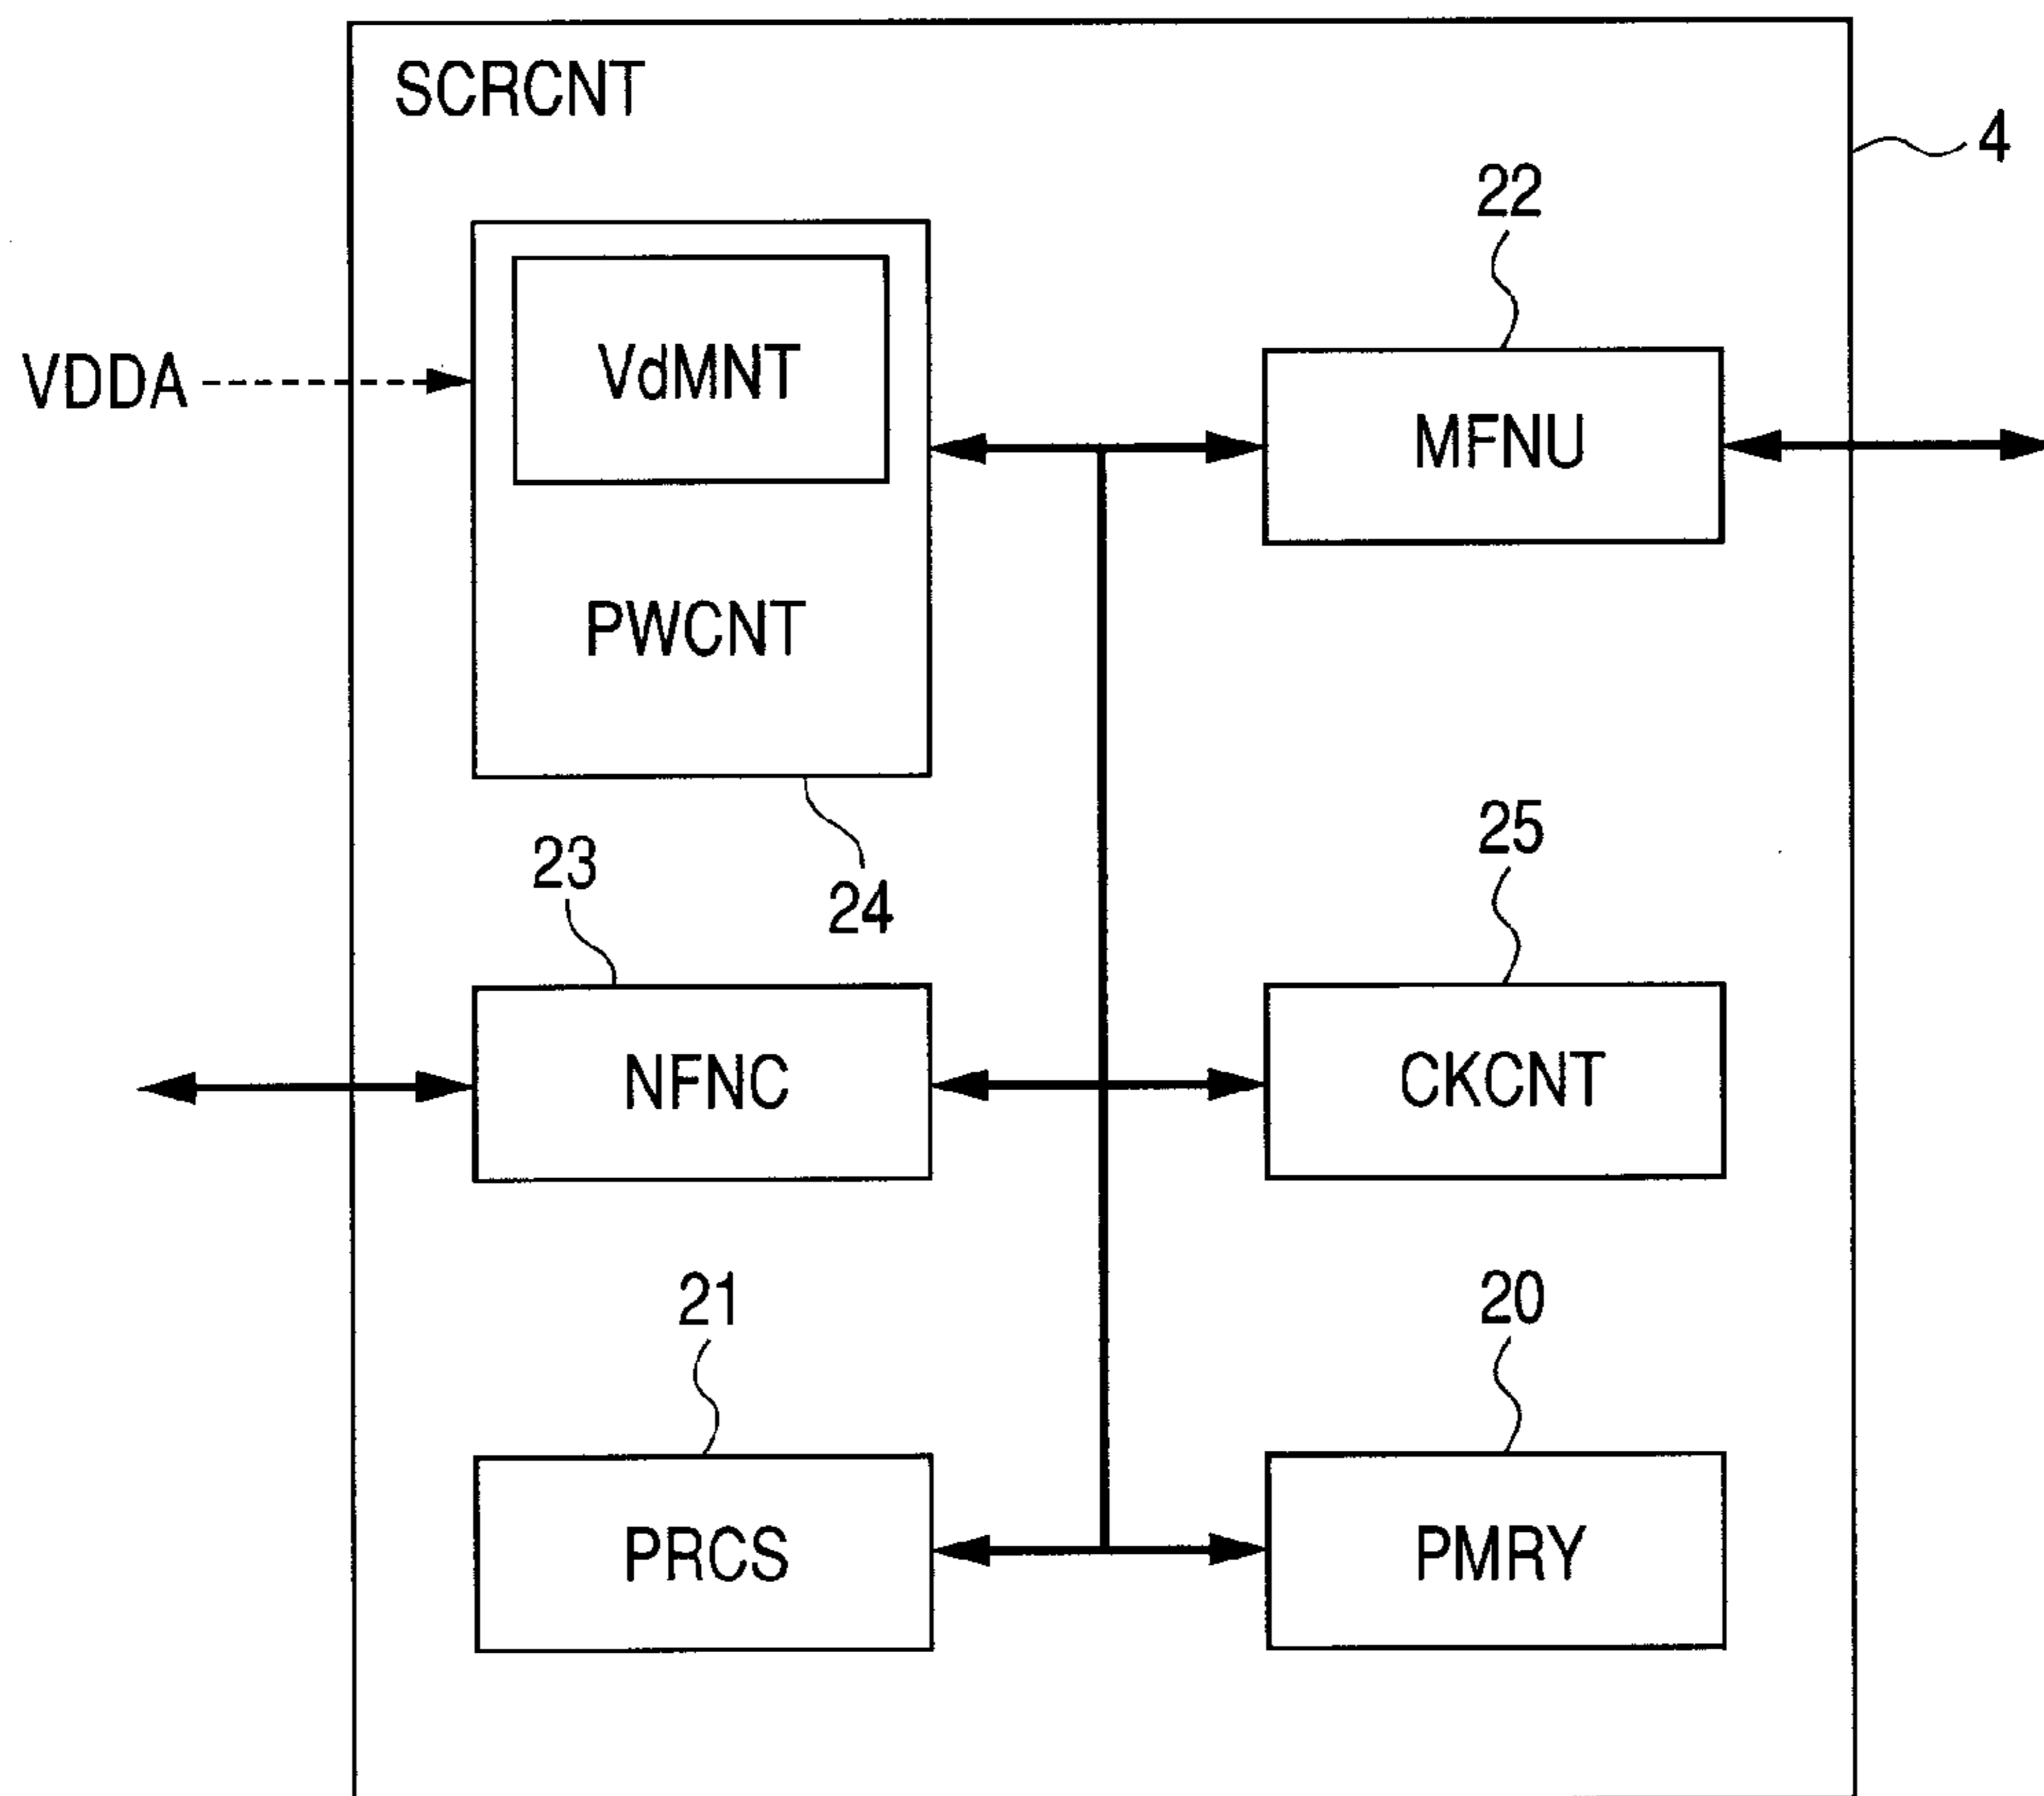 SCRCNT
4
22
VdMNT
VDDA
MFNU
PWCNT
25
23
24
NFNC
CKCNT
21
20
PRCS
PMRY